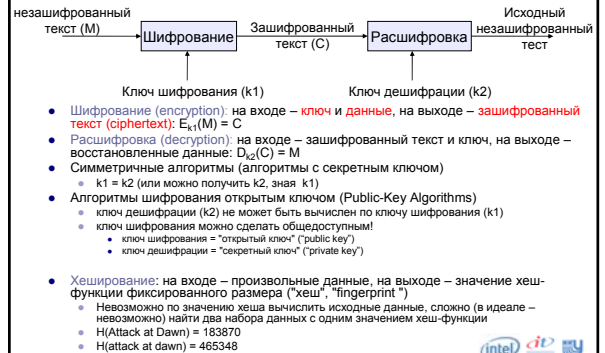 незашифрованный
текст (M)
Шифрование
Зашифрованный
текст (C)
Расшифровка
Исходный
незашифрованный
тест
Ключ шифрования (k1)
Ключ дешифрации (k2)
Шифрование (encryption): на входе – ключ и данные, на выходе – зашифрованный
текст (ciphertext): Ek1(M) = C
Расшифровка (decryption): на входе – зашифрованный текст и ключ, на выходе –
восстановленные данные: Dk2(C) = M
Симметричные алгоритмы (алгоритмы с секретным ключом)
k1 = k2 (или можно получить k2, зная k1)
Алгоритмы шифрования открытым ключом (Public-Key Algorithms)
ключ дешифрации (k2) не может быть вычислен по ключу шифрования (k1)
ключ шифрования можно сделать общедоступным!
ключ шифрования = "открытый ключ" ("public key")
ключ дешифрации = "секретный ключ" ("private key")
Хеширование: на входе – произвольные данные, на выходе – значение хеш-
функции фиксированного размера ("хеш", "fingerprint ")
Невозможно по значению хеша вычислить исходные данные, сложно (в идеале –
невозможно) найти два набора данных с одним значением хеш-функции
H(Attack at Dawn) = 183870
H(attack at dawn) = 465348
(intel)
cit